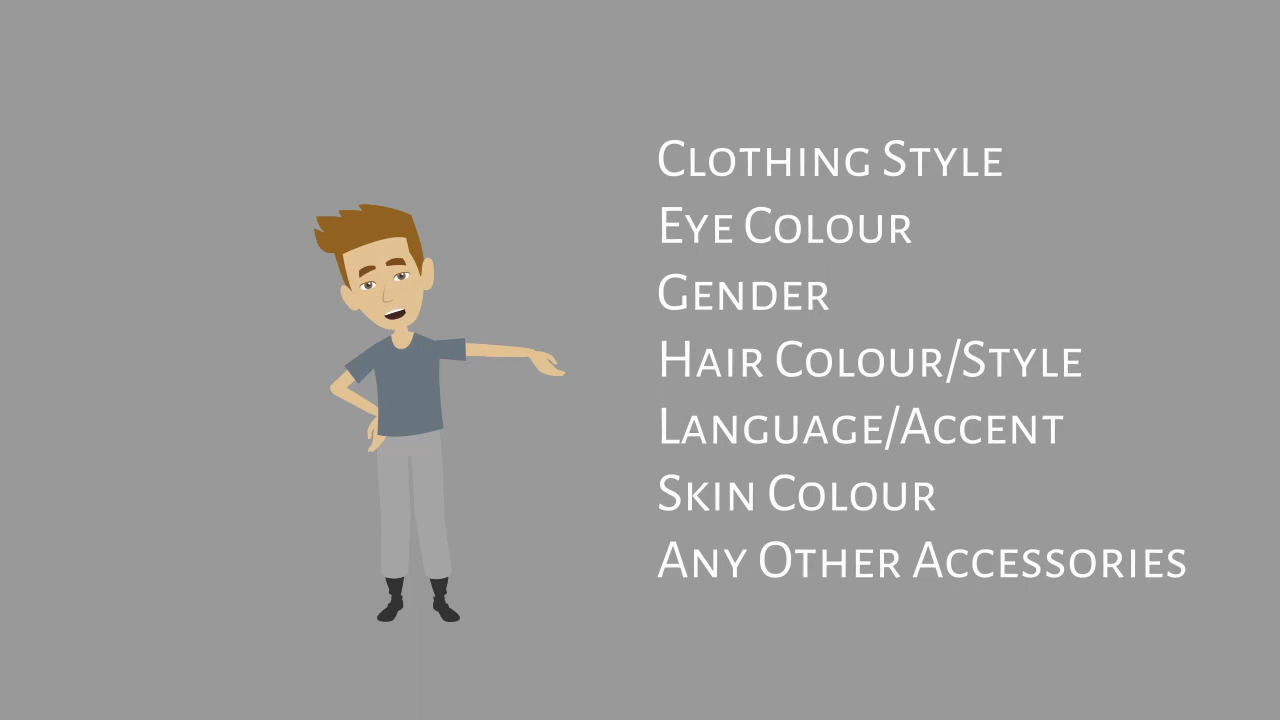 Clothing Style
Eye Colour
Gender
Hair Colour/Style
Language/Accent
Skin Colour
Any Other Accessories